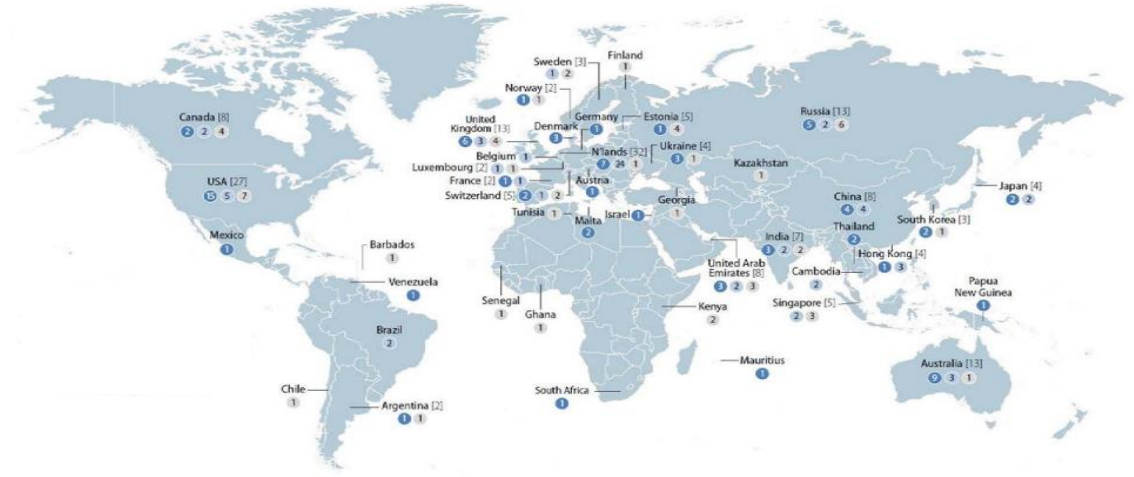 Finland
1
Sweden [3]
1 2
Norway [2]
1 1
Canada [8]
2 2 4
United
Kingdom [13]
6 3 4
Denmark
3
Germany
1
Estonia [5]
1 4
Russia [13]
5 2 6
Belgium 1
N'lands [32]
7 24 1
Ukraine [4]
3 1
Luxembourg [2] 1 1
Kazakhstan
1
USA [27]
15 5 7
France [2] 1 1
Austria
1
Switzerland [5] 2 1 2
Georgia
1
China [8]
4 4
Japan [4]
2 2
Tunisia 1
Malta
2
Israel 1
South Korea [3]
2 1
Mexico
1
Thailand
2
India [7]
3 2 2
Barbados
1
Hong Kong [4]
1 3
United Arab
Emirates [8]
3 2 3
Cambodia
2
Venezuela
1
Papua
New Guinea
1
Senegal
1
Ghana
1
Kenya
2
Singapore [5]
2 3
Brazil
2
Mauritius
1
Australia [13]
9 3 1
Chile
1
South Africa
1
Argentina [2]
1 1